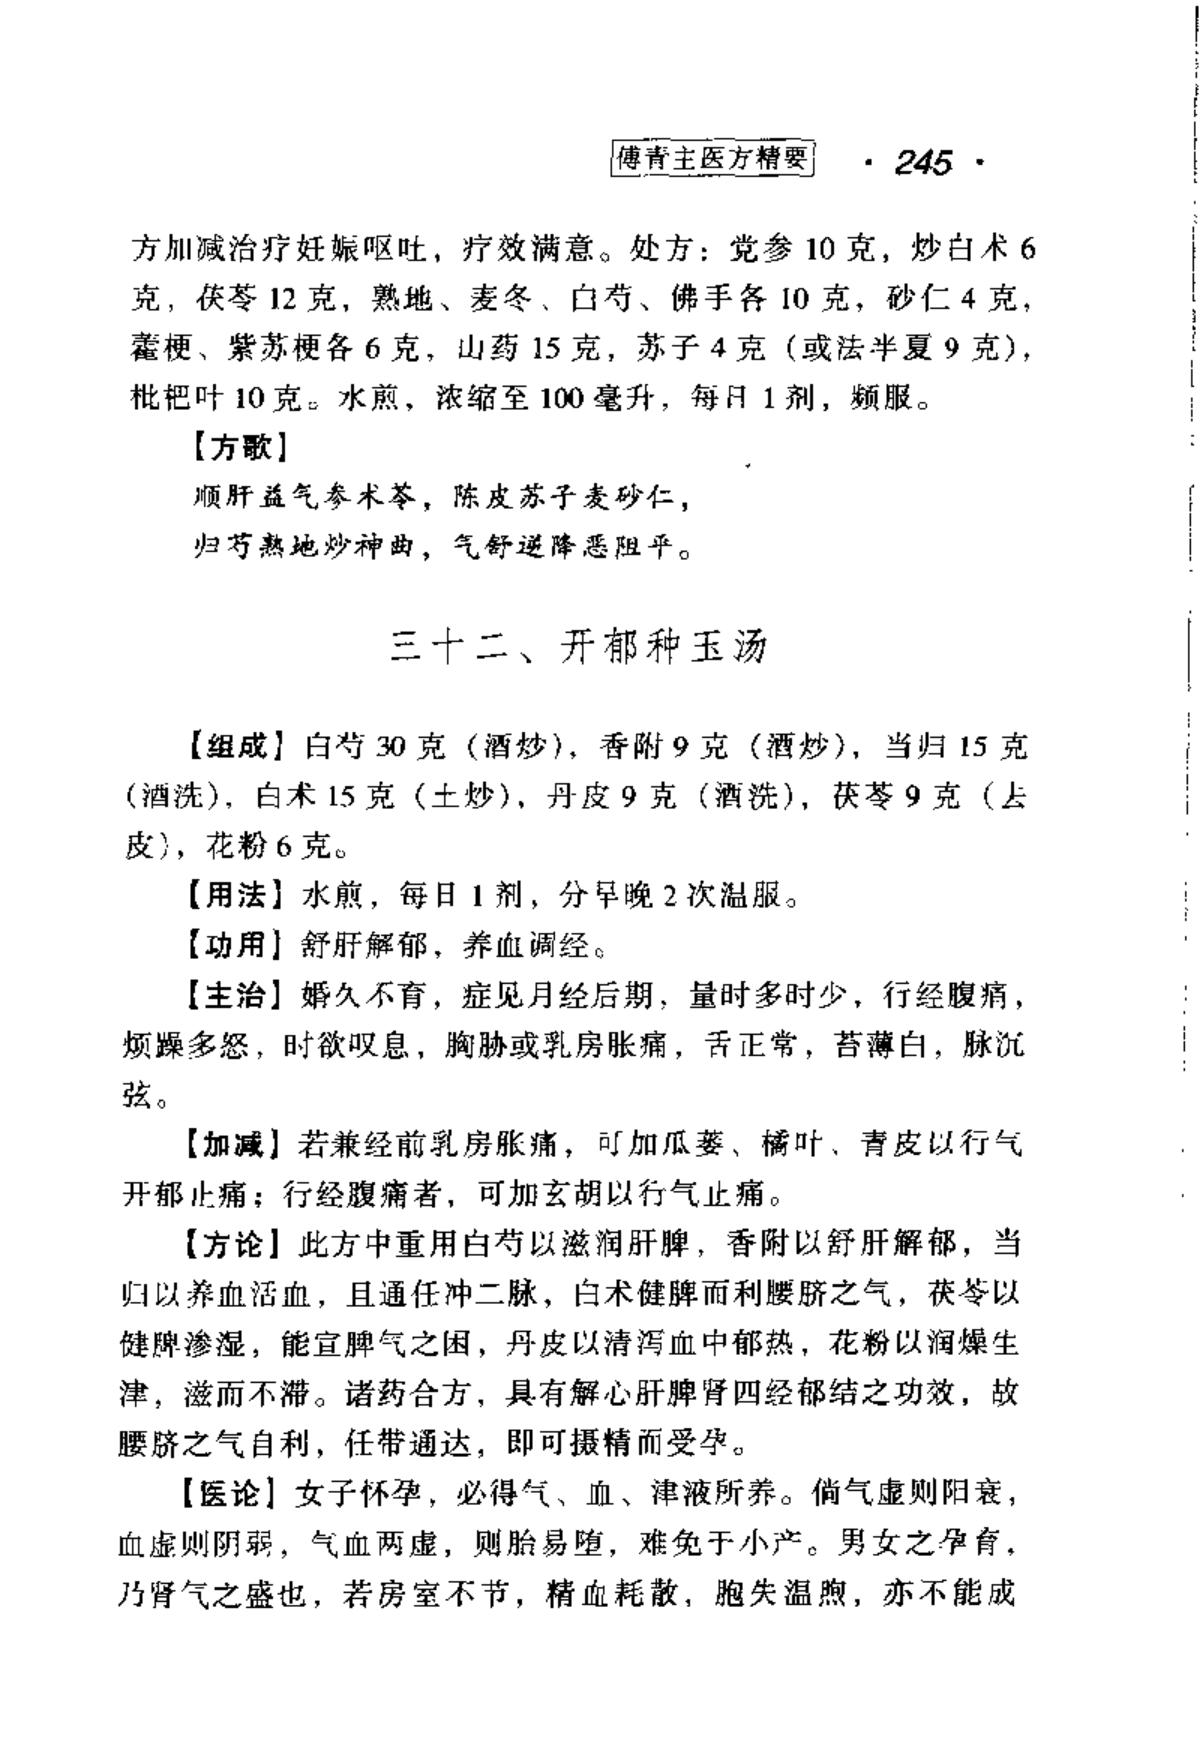 傅青主医方精要 · 245 ·
方加减治疗妊娠呕吐，疗效满意。处方：党参 10 克，炒白术 6
克，茯苓 12 克，熟地、麦冬、白芍、佛手各 10 克，砂仁 4 克，
藿梗、紫苏梗各 6 克，山药 15 克，苏子 4 克（或法半夏 9 克），
枇杷叶 10 克。水煎，浓缩至 100 毫升，每日 1 剂，频服。
【方歌】
顺肝益气参术苓，陈皮苏子麦砂仁，
归芍熟地炒神曲，气舒逆降恶阻平。
三十二、开郁种玉汤
【组成】白芍 30 克（酒炒），香附 9 克（酒炒），当归 15 克
（酒洗），白术 15 克（土炒），丹皮 9 克（酒洗），茯苓 9 克（去
皮），花粉 6 克。
【用法】水煎，每日 1 剂，分早晚 2 次温服。
【功用】舒肝解郁，养血调经。
【主治】婚久不育，症见月经后期，量时多时少，行经腹痛，
烦躁多怒，时欲叹息，胸胁或乳房胀痛，舌正常，苔薄白，脉沉
弦。
【加减】若兼经前乳房胀痛，可加瓜蒌、橘叶、青皮以行气
开郁止痛；行经腹痛者，可加玄胡以行气止痛。
【方论】此方中重用白芍以滋润肝脾，香附以舒肝解郁，当
归以养血活血，且通任冲二脉，白术健脾而利腰脐之气，茯苓以
健脾渗湿，能宣脾气之困，丹皮以清泻血中郁热，花粉以润燥生
津，滋而不滞。诸药合方，具有解心肝脾肾四经郁结之功效，故
腰脐之气自利，任带通达，即可摄精而受孕。
【医论】女子怀孕，必得气、血、津液所养。倘气虚则阳衰，
血虚则阴弱，气血两虚，则胎易堕，难免于小产。男女之孕育，
乃肾气之盛也，若房室不节，精血耗散，胞失温煦，亦不能成